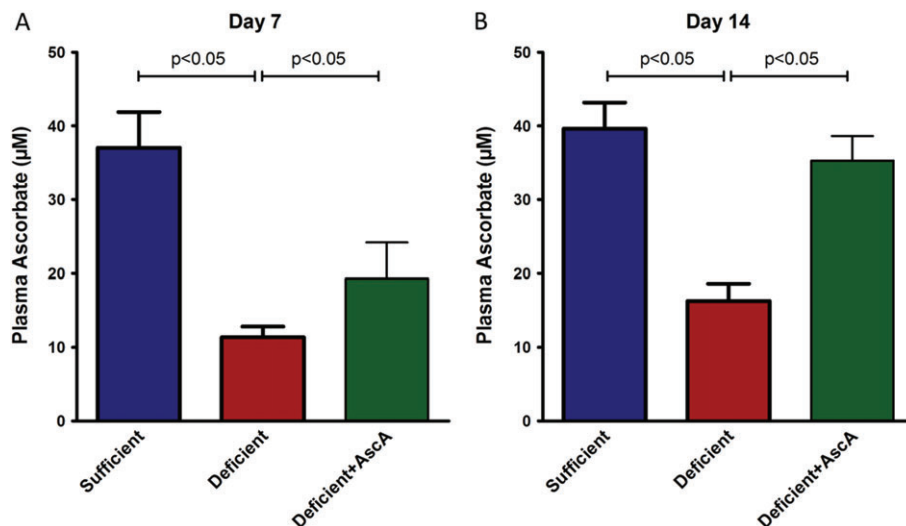 A
Day 7
Plasma Ascorbate (µM)
50
40
30
20
10
0
p<0.05
p<0.05
Sufficient
Deficient
Deficient+AscA
B
Day 14
Plasma Ascorbate (µM)
50
40
30
20
10
0
p<0.05
p<0.05
Sufficient
Deficient
Deficient+AscA